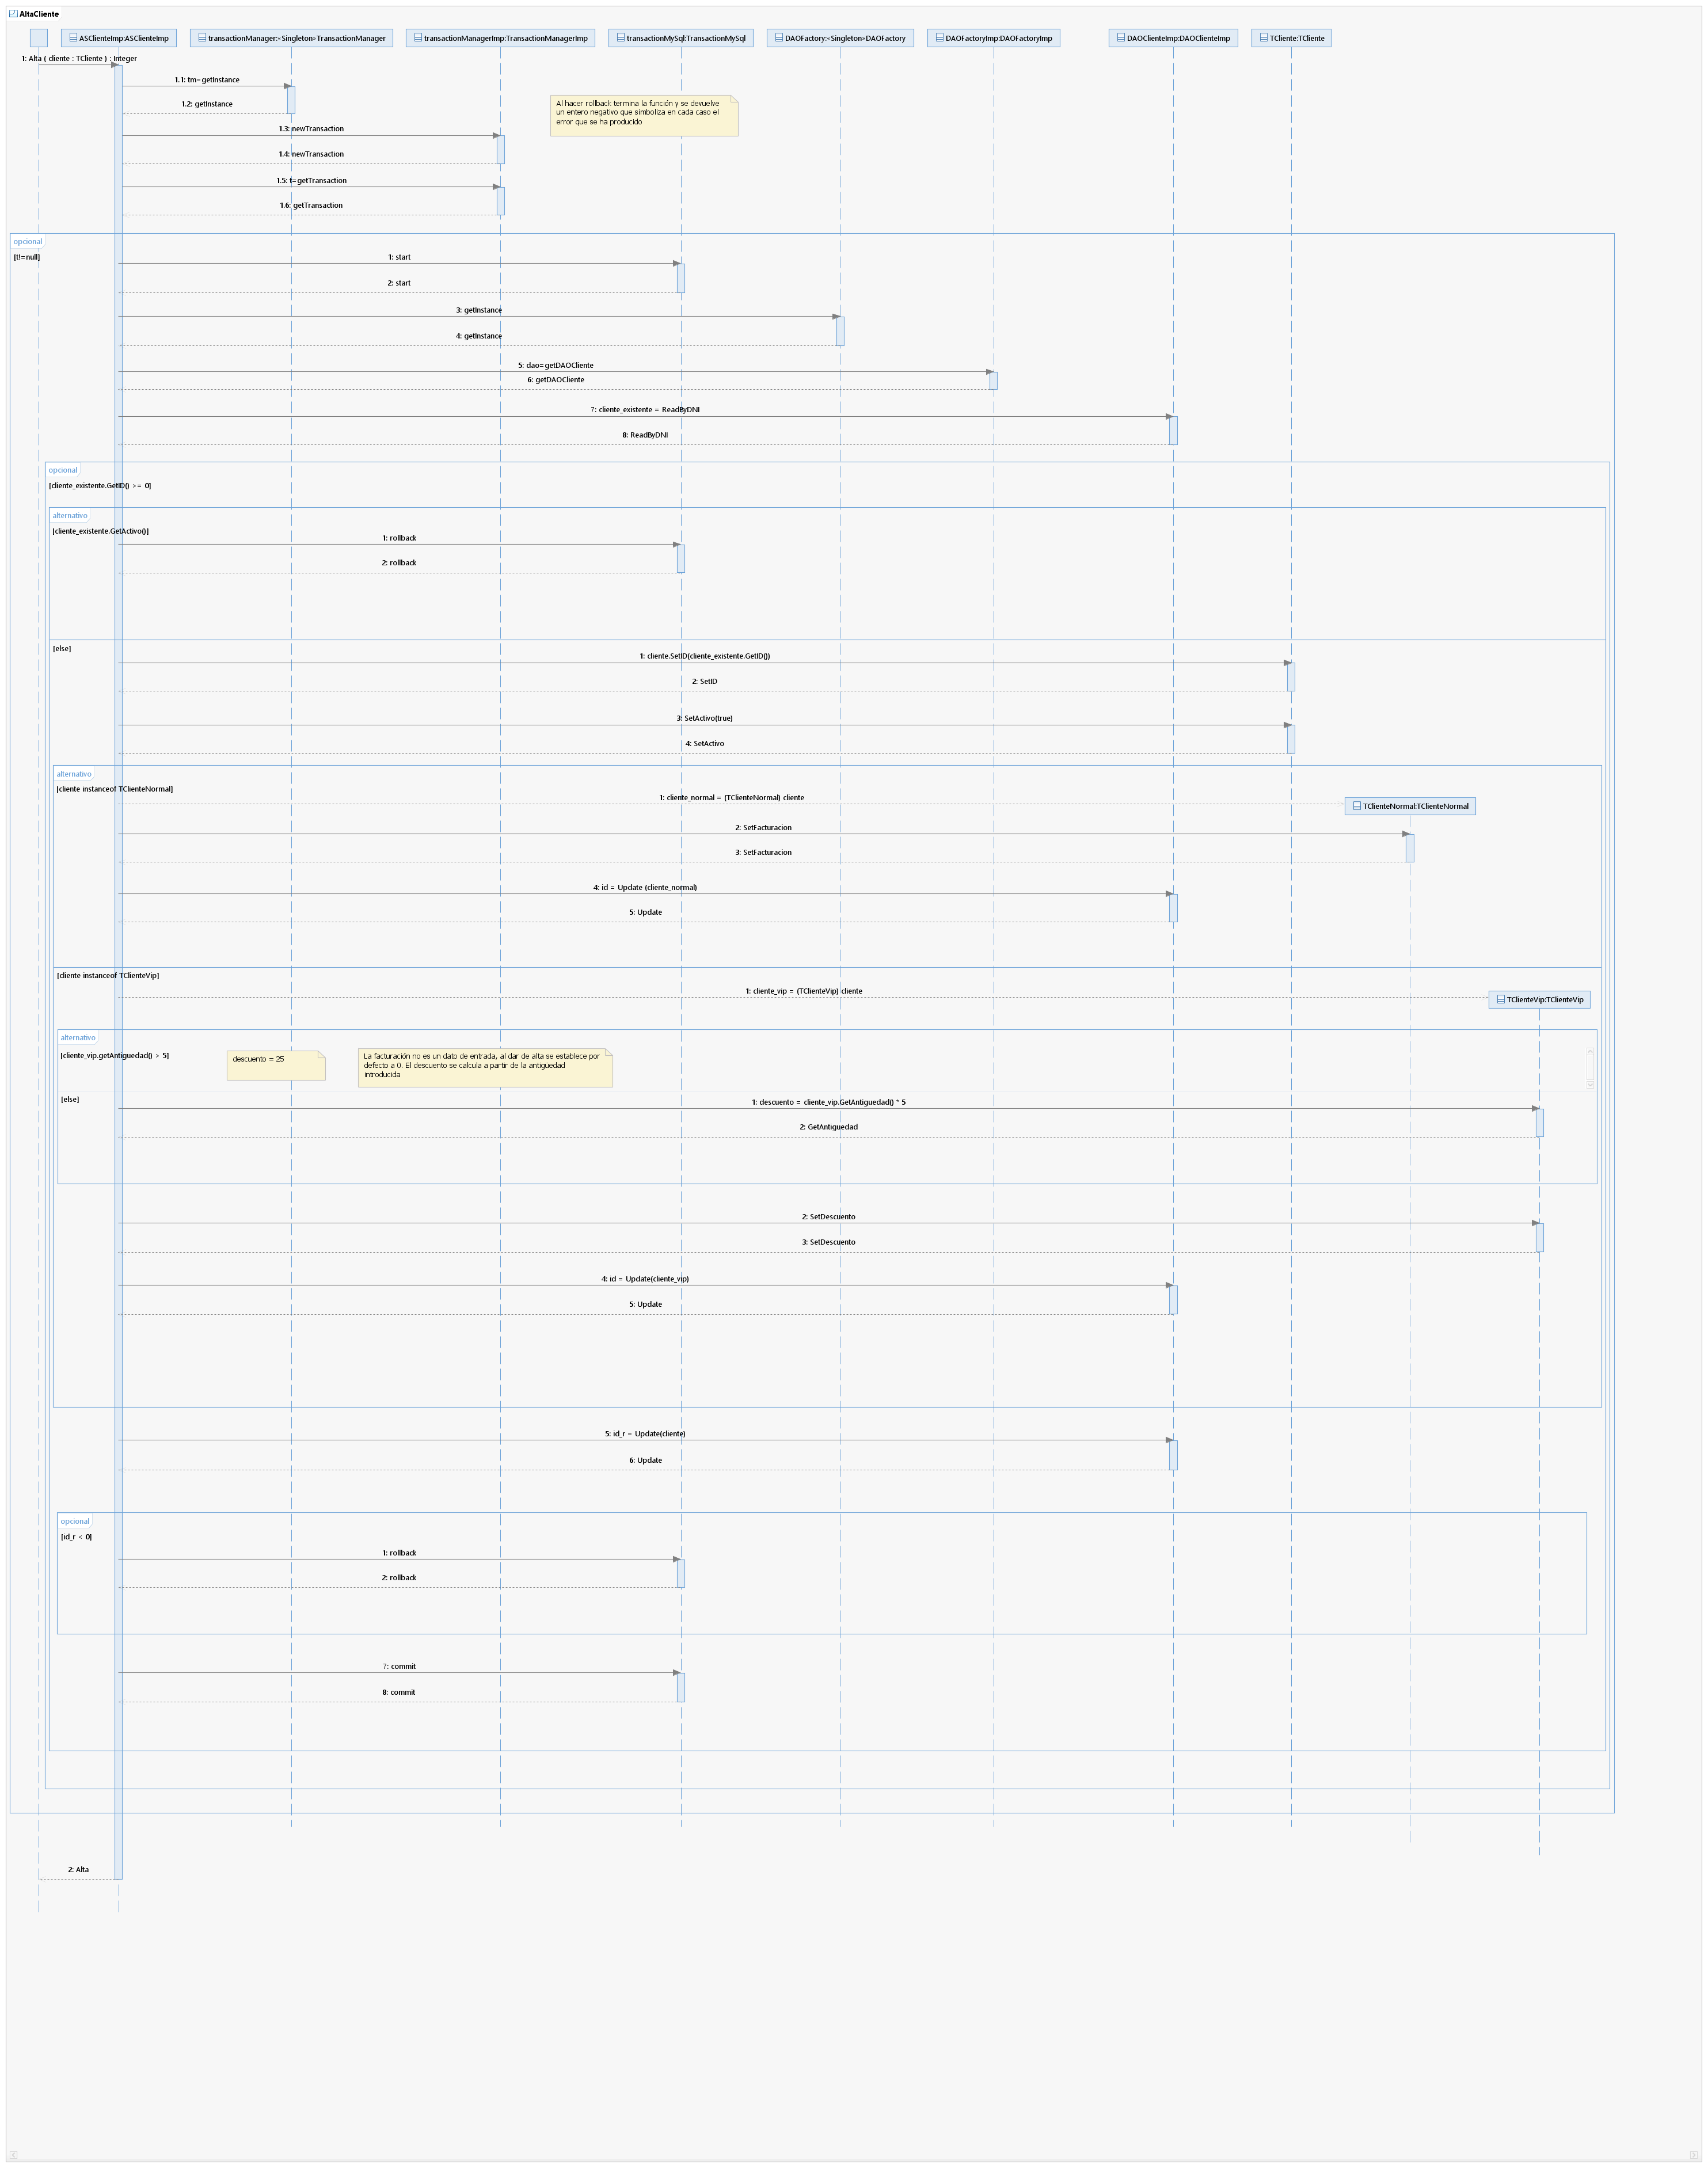 AltaCliente
ASClienteImp:ASClienteImp
transactionManager:«Singleton»TransactionManager
transactionManagerImp:TransactionManagerImp
transactionMySql:TransactionMySql
DAOFactory:«Singleton»DAOFactory
DAOFactoryImp:DAOFactoryImp
DAOClienteImp:DAOClienteImp
TCliente:TCliente
1: Alta ( cliente : TCliente ) : Integer
1.1: tm=getInstance
1.2: getInstance
Al hacer rollbacl: termina la función y se devuelve
un entero negativo que simboliza en cada caso el
error que se ha producido
1.3: newTransaction
1.4: newTransaction
1.5: t=getTransaction
1.6: getTransaction
opcional
[t!=null]
1: start
2: start
3: getInstance
4: getInstance
5: dao=getDAOCliente
6: getDAOCliente
7: cliente_existente = ReadByDNI
8: ReadByDNI
opcional
[cliente_existente.GetID() >= 0]
alternativo
[cliente_existente.GetActivo()]
1: rollback
2: rollback
[else]
1: cliente.SetID(cliente_existente.GetID())
2: SetID
3: SetActivo(true)
4: SetActivo
alternativo
[cliente instanceof TClienteNormal]
1: cliente_normal = (TClienteNormal) cliente
TClienteNormal:TClienteNormal
2: SetFacturacion
3: SetFacturacion
4: id = Update (cliente_normal)
5: Update
[cliente instanceof TClienteVip]
1: cliente_vip = (TClienteVip) cliente
TClienteVip:TClienteVip
alternativo
[cliente_vip.getAntiguedad() > 5]
descuento = 25
La facturación no es un dato de entrada, al dar de alta se establece por
defecto a 0. El descuento se calcula a partir de la antigüedad
introducida
[else]
1: descuento = cliente_vip.GetAntiguedad() * 5
2: GetAntiguedad
2: SetDescuento
3: SetDescuento
4: id = Update(cliente_vip)
5: Update
5: id_r = Update(cliente)
6: Update
opcional
[id_r < 0]
1: rollback
2: rollback
7: commit
8: commit
2: Alta